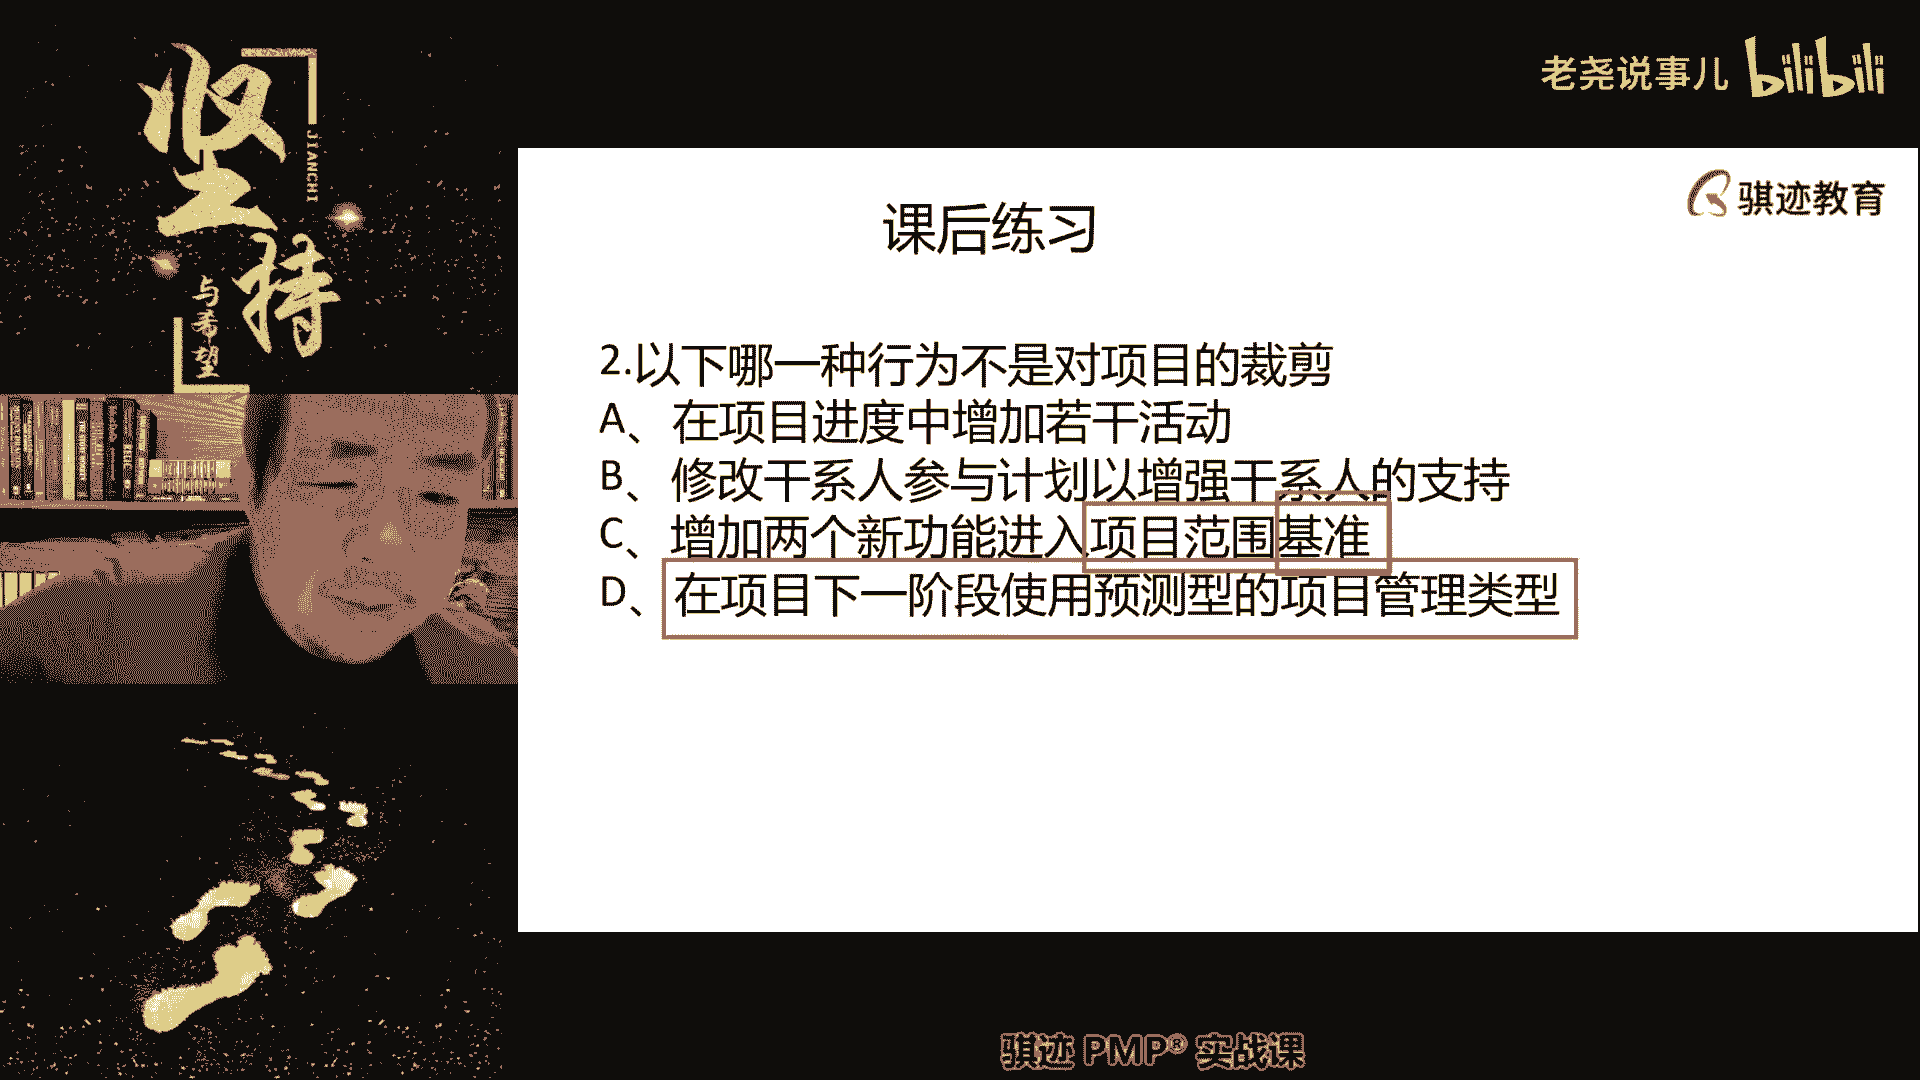 坚持
JIANCHI
与希望
老尧说事儿 bilibili
骐迹教育
课后练习
2.以下哪一种行为不是对项目的裁剪
A、在项目进度中增加若干活动
B、修改干系人参与计划以增强干系人的支持
C、增加两个新功能进入项目范围基准
D、在项目下一阶段使用预测型的项目管理类型
骐迹 PMP® 实战课